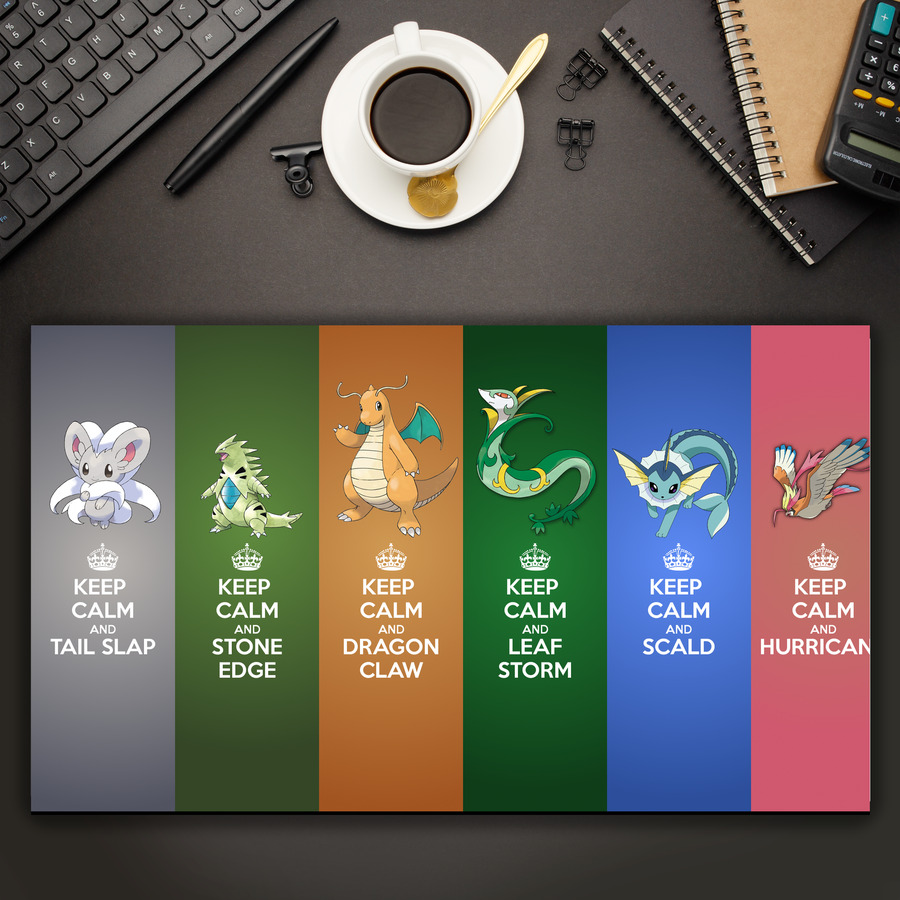 KEEP
CALM
AND
TAIL SLAP
KEEP
CALM
AND
STONE
EDGE
KEEP
CALM
AND
DRAGON
CLAW
KEEP
CALM
AND
LEAF
STORM
KEEP
CALM
AND
SCALD
KEEP
CALM
AND
HURRICAN